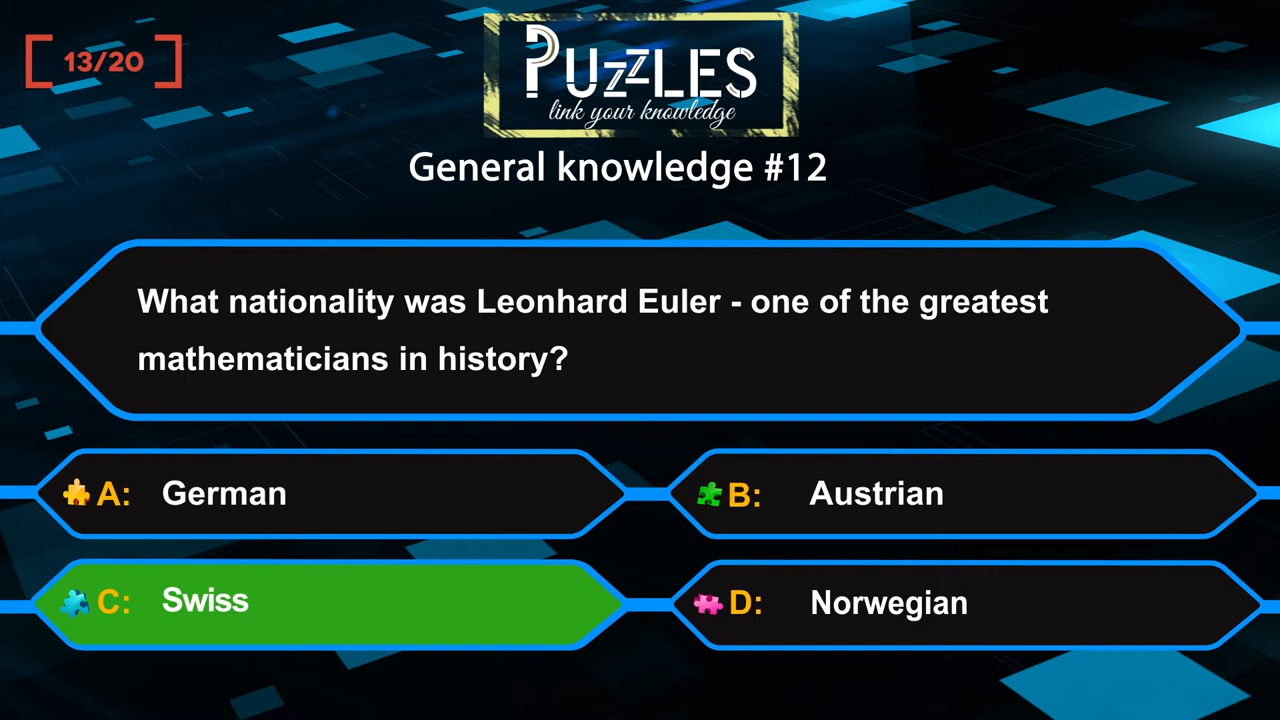 13/20
PUZZLES
link your knowledge
General knowledge #12
What nationality was Leonhard Euler - one of the greatest
mathematicians in history?
A: German
B: Austrian
C: Swiss
D: Norwegian